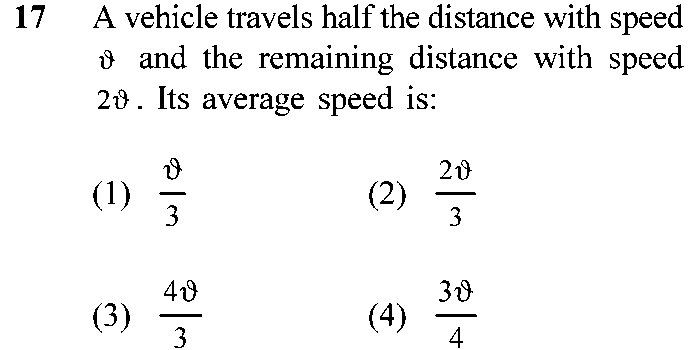 17 A vehicle travels half the distance with speed
ϑ and the remaining distance with speed
2ϑ. Its average speed is:
(1) ϑ/3 (2) 2ϑ/3
(3) 4ϑ/3 (4) 3ϑ/4